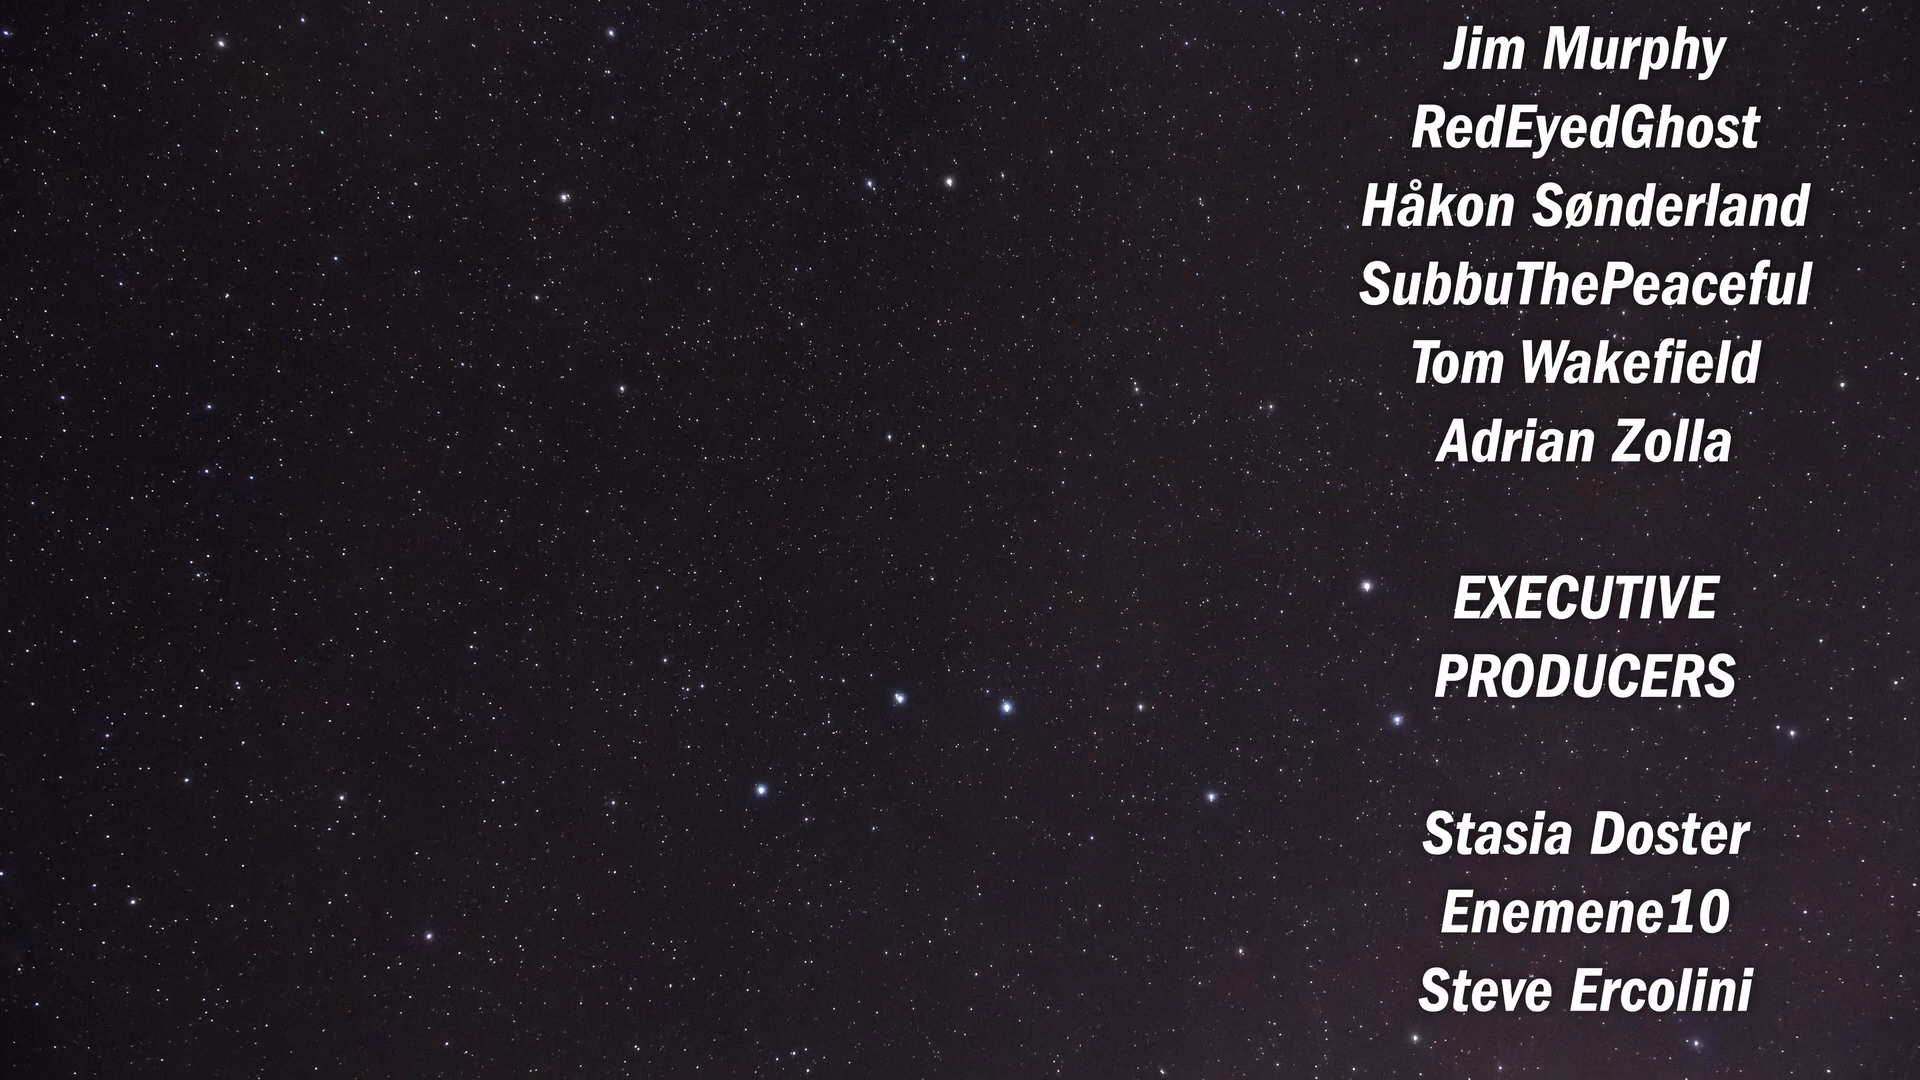 Jim Murphy
RedEyedGhost
Håkon Sønderland
SubbuThePeaceful
Tom Wakefield
Adrian Zolla
EXECUTIVE
PRODUCERS
Stasia Doster
Enemene10
Steve Ercolini